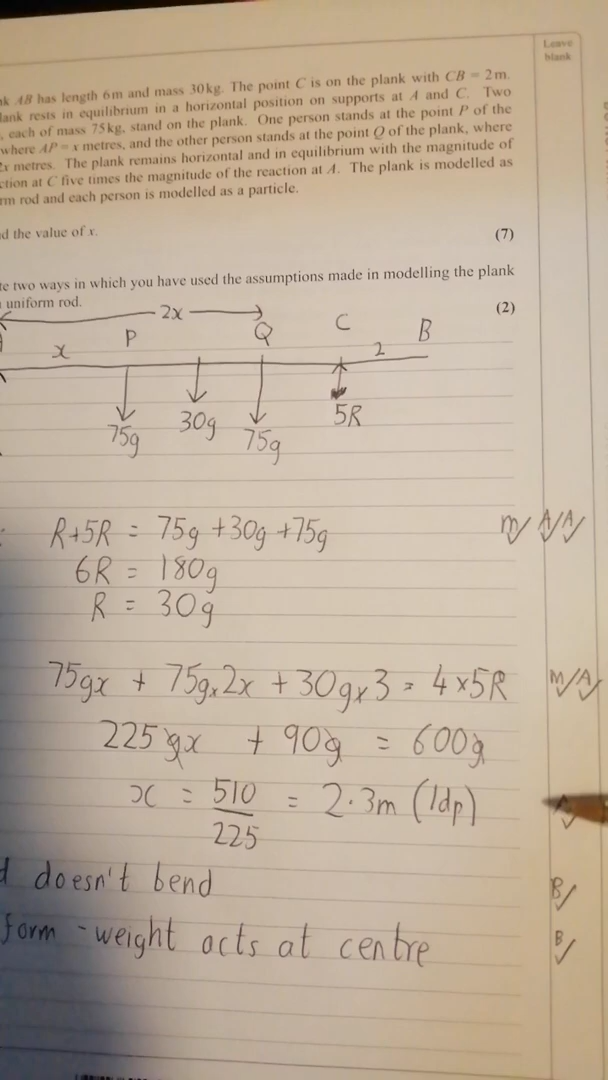 Leave
blank
AB has length 6m and mass 30kg. The point C is on the plank with CB = 2m.
rests in equilibrium in a horizontal position on supports at A and C. Two
, each of mass 75kg, stand on the plank. One person stands at the point P of the
where AP = x metres, and the other person stands at the point Q of the plank, where
metres. The plank remains horizontal and in equilibrium with the magnitude of
at C five times the magnitude of the reaction at A. The plank is modelled as
rod and each person is modelled as a particle.
the value of x.
(7)
two ways in which you have used the assumptions made in modelling the plank
uniform rod.
(2)
2x
x P Q C 2 B
75g 30g 75g 5R
R+5R = 75g +30g +75g
M A A
6R = 180g
R = 30g
75gx + 75g×2x + 30g×3 = 4×5R
M A
225gx + 90g = 600g
x = 510/225 = 2.3m (1dp)
doesn't bend
B
form - weight acts at centre
B